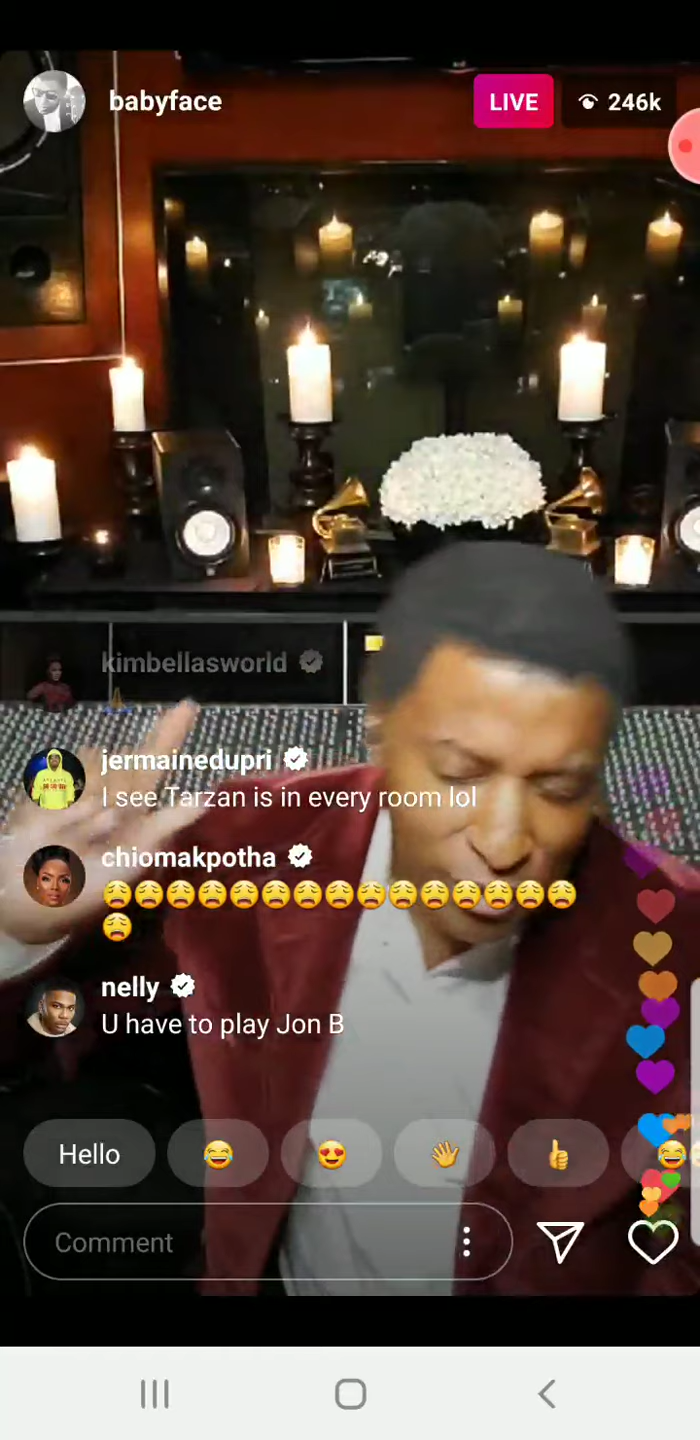 babyface
LIVE
246k
kimbellasworld
jermainedupri
I see Tarzan is in every room lol
chiomakpotha
😩😩😩😩😩😩😩😩😩😩😩😩😩😩😩
😩
nelly
U have to play Jon B
Hello 😂 😍 👋 👍 😂
Comment